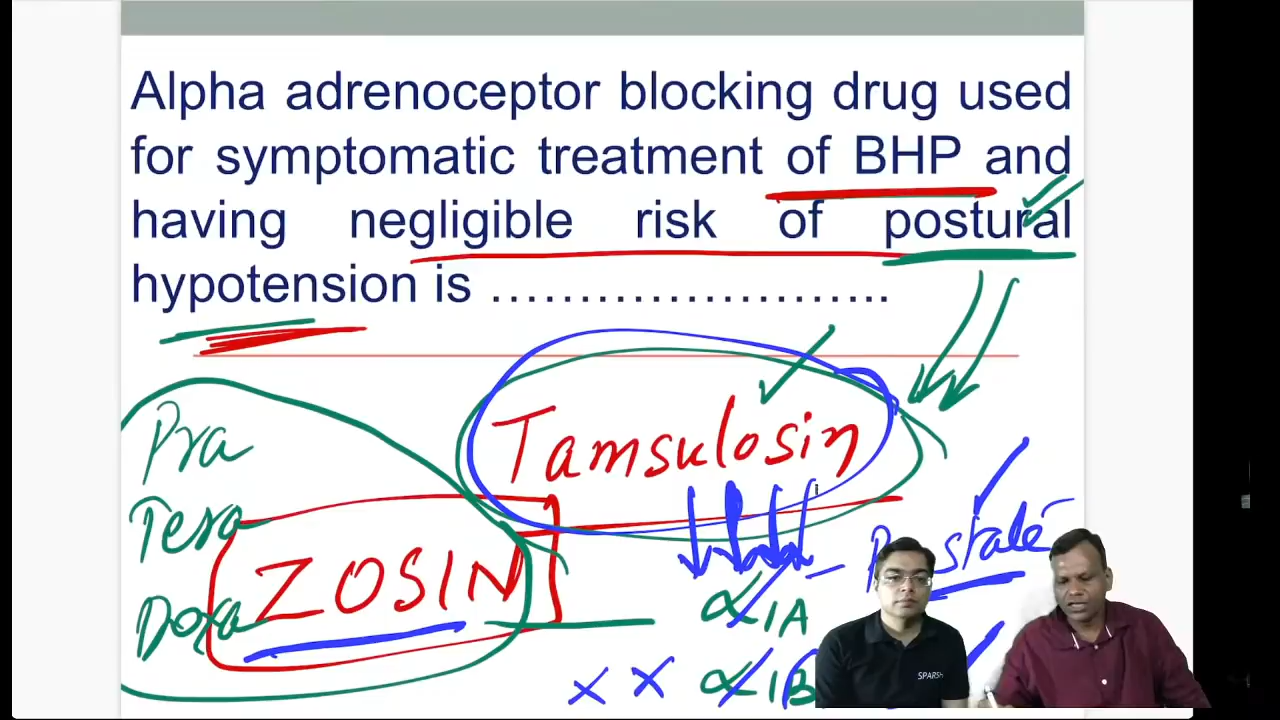 Alpha adrenoceptor blocking drug used
for symptomatic treatment of BHP and
having negligible risk of postural
hypotension is …………………….
Tamsulosin
Pra
Tera
Doxa
ZOSIN
α1A
α1B
SPARSH